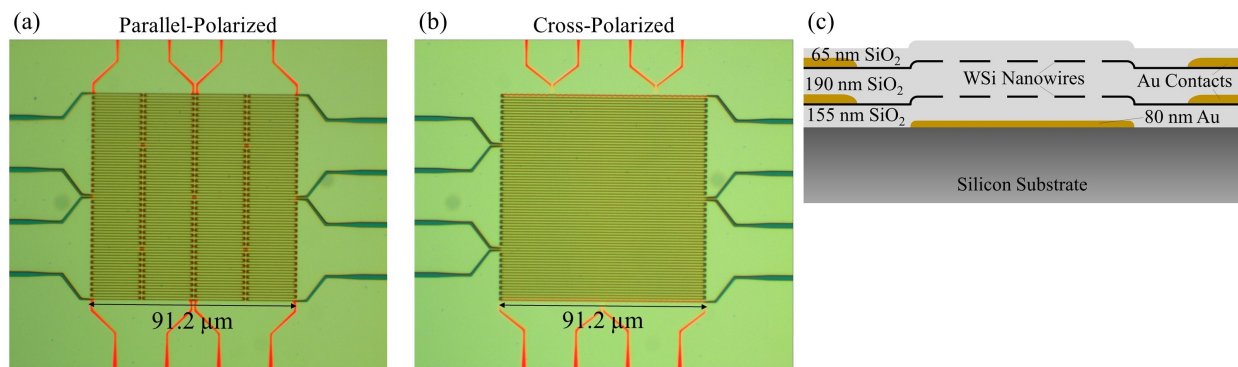 (a) Parallel-Polarized
91.2 μm
(b) Cross-Polarized
91.2 μm
(c)
65 nm SiO₂
190 nm SiO₂
155 nm SiO₂
WSi Nanowires
Au Contacts
80 nm Au
Silicon Substrate